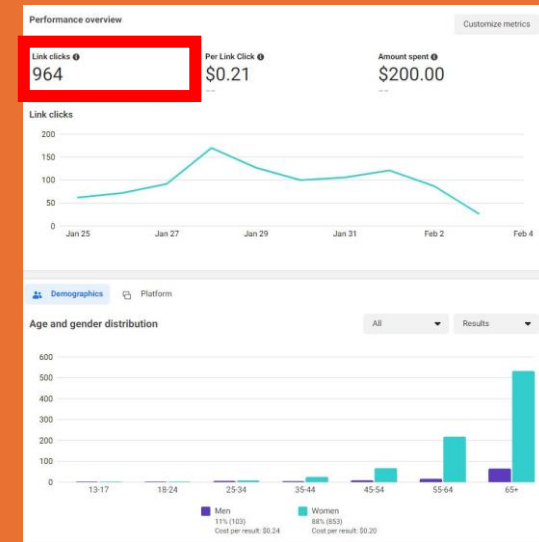 Performance overview
Customize metrics
Link clicks
964
Per Link Click
$0.21
--
Amount spent
$200.00
--
Link clicks
200
150
100
50
0
Jan 25 Jan 27 Jan 29 Jan 31 Feb 2 Feb 4
Demographics Platform
Age and gender distribution
All Results
600
500
400
300
200
100
0
13-17 18-24 25-34 35-44 45-54 55-64 65+
Men
11% (103)
Cost per result: $0.24
Women
88% (853)
Cost per result: $0.20